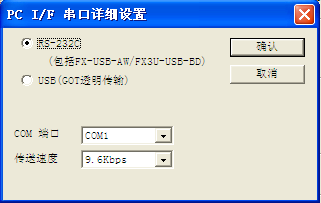 PC I/F 串口详细设置
RS-232C
(包括FX-USB-AW/FX3U-USB-BD)
USB(GOT透明传输)
确认
取消
COM 端口
COM1
传送速度
9.6Kbps